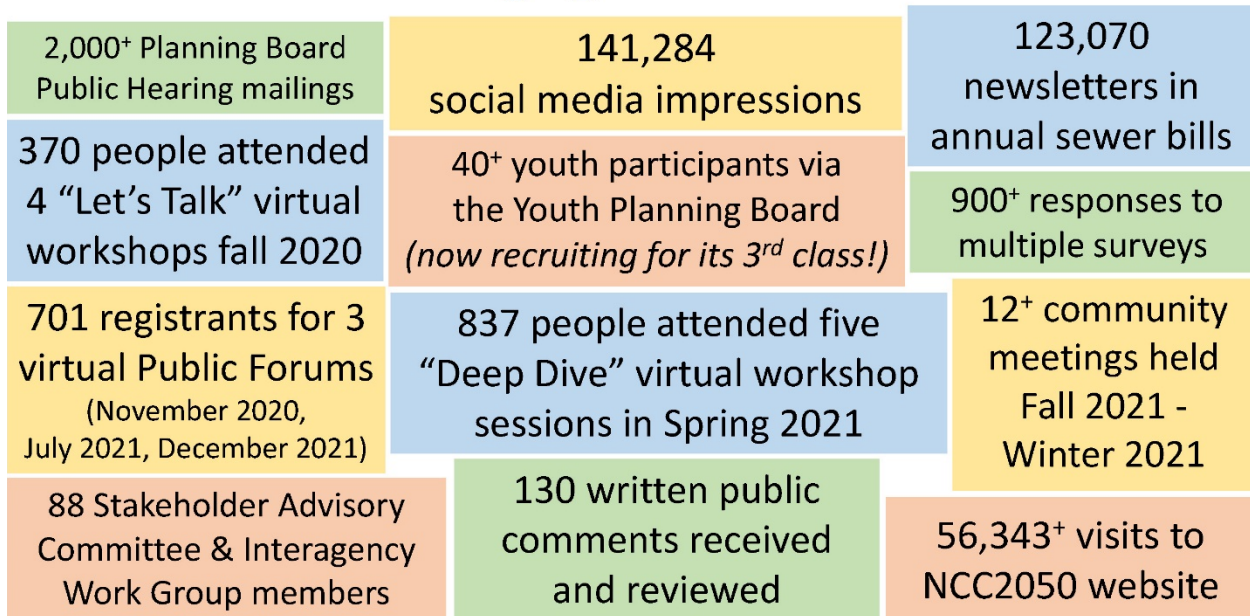 2,000+ Planning Board
Public Hearing mailings
141,284
social media impressions
123,070
newsletters in
annual sewer bills
370 people attended
4 “Let’s Talk” virtual
workshops fall 2020
40+ youth participants via
the Youth Planning Board
(now recruiting for its 3rd class!)
900+ responses to
multiple surveys
701 registrants for 3
virtual Public Forums
(November 2020,
July 2021, December 2021)
837 people attended five
“Deep Dive” virtual workshop
sessions in Spring 2021
12+ community
meetings held
Fall 2021 -
Winter 2021
88 Stakeholder Advisory
Committee & Interagency
Work Group members
130 written public
comments received
and reviewed
56,343+ visits to
NCC2050 website